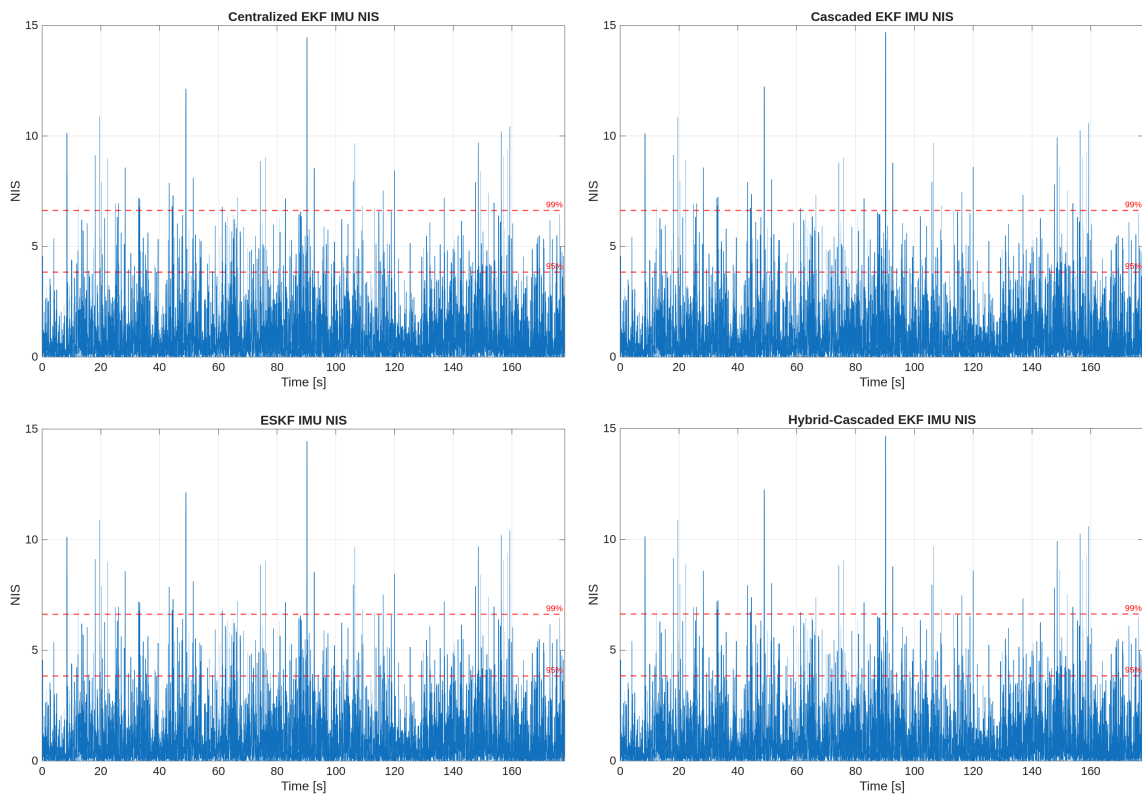 Centralized EKF IMU NIS
15
10
5
0
NIS
99%
95%
0 20 40 60 80 100 120 140 160
Time [s]
Cascaded EKF IMU NIS
15
10
5
0
NIS
99%
95%
0 20 40 60 80 100 120 140 160
Time [s]
ESKF IMU NIS
15
10
5
0
NIS
99%
95%
0 20 40 60 80 100 120 140 160
Time [s]
Hybrid-Cascaded EKF IMU NIS
15
10
5
0
NIS
99%
95%
0 20 40 60 80 100 120 140 160
Time [s]